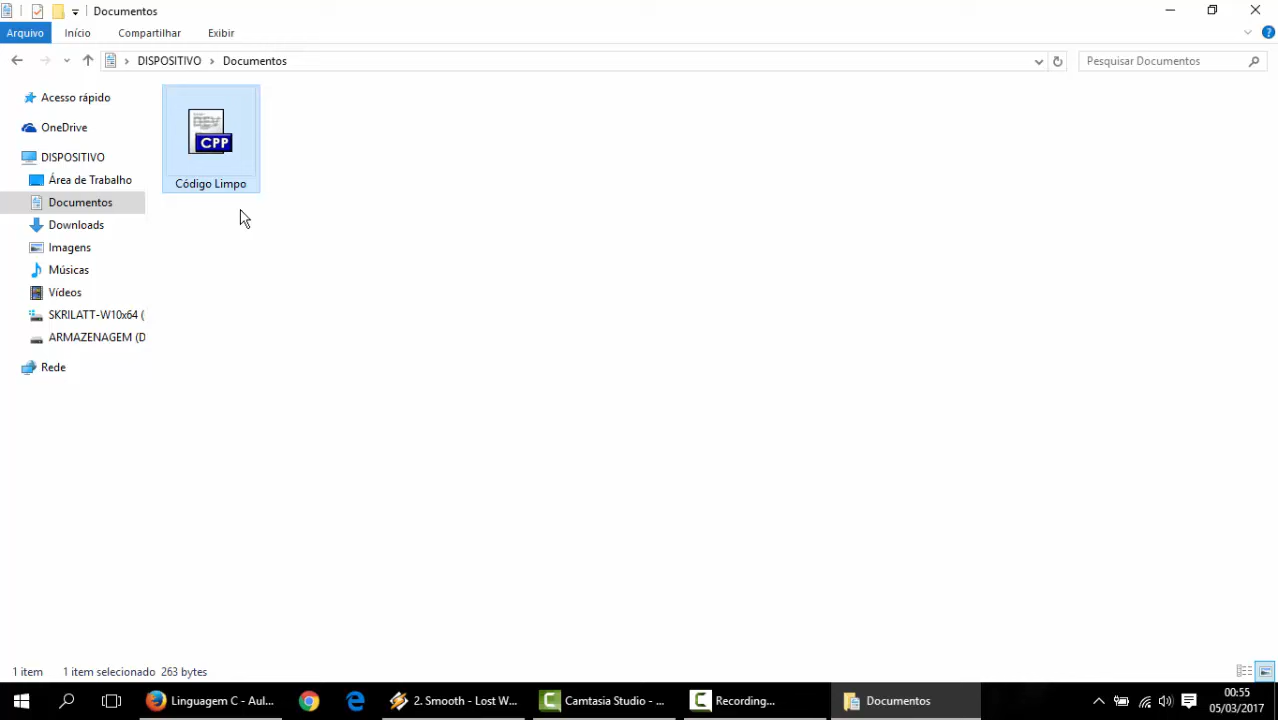 Documentos
Arquivo Início Compartilhar Exibir
DISPOSITIVO Documentos Pesquisar Documentos
Acesso rápido
OneDrive
DISPOSITIVO
Área de Trabalho
Documentos
Downloads
Imagens
Músicas
Vídeos
SKRILATT-W10x64 (
ARMAZENAGEM (D
Rede
CPP
Código Limpo
1 item 1 item selecionado 263 bytes
Linguagem C - Aul... 2. Smooth - Lost W... Camtasia Studio - ... Recording... Documentos
00:55
05/03/2017